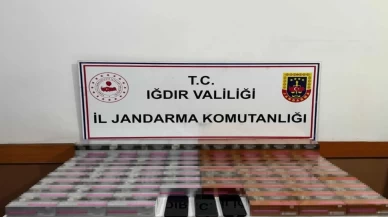 T.C.
IĞDIR VALİLİĞİ
İL JANDARMA KOMUTANLIĞI